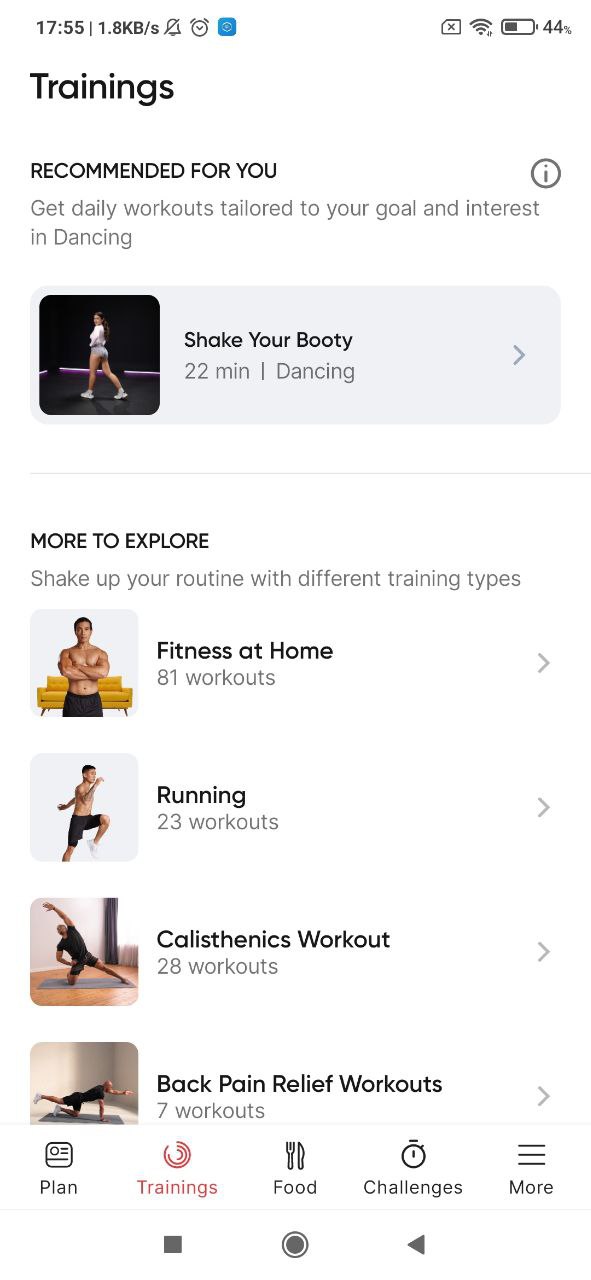 17:55 | 1.8KB/s 44%
Trainings
RECOMMENDED FOR YOU
Get daily workouts tailored to your goal and interest
in Dancing
Shake Your Booty
22 min | Dancing
MORE TO EXPLORE
Shake up your routine with different training types
Fitness at Home
81 workouts
Running
23 workouts
Calisthenics Workout
28 workouts
Back Pain Relief Workouts
7 workouts
Plan Trainings Food Challenges More